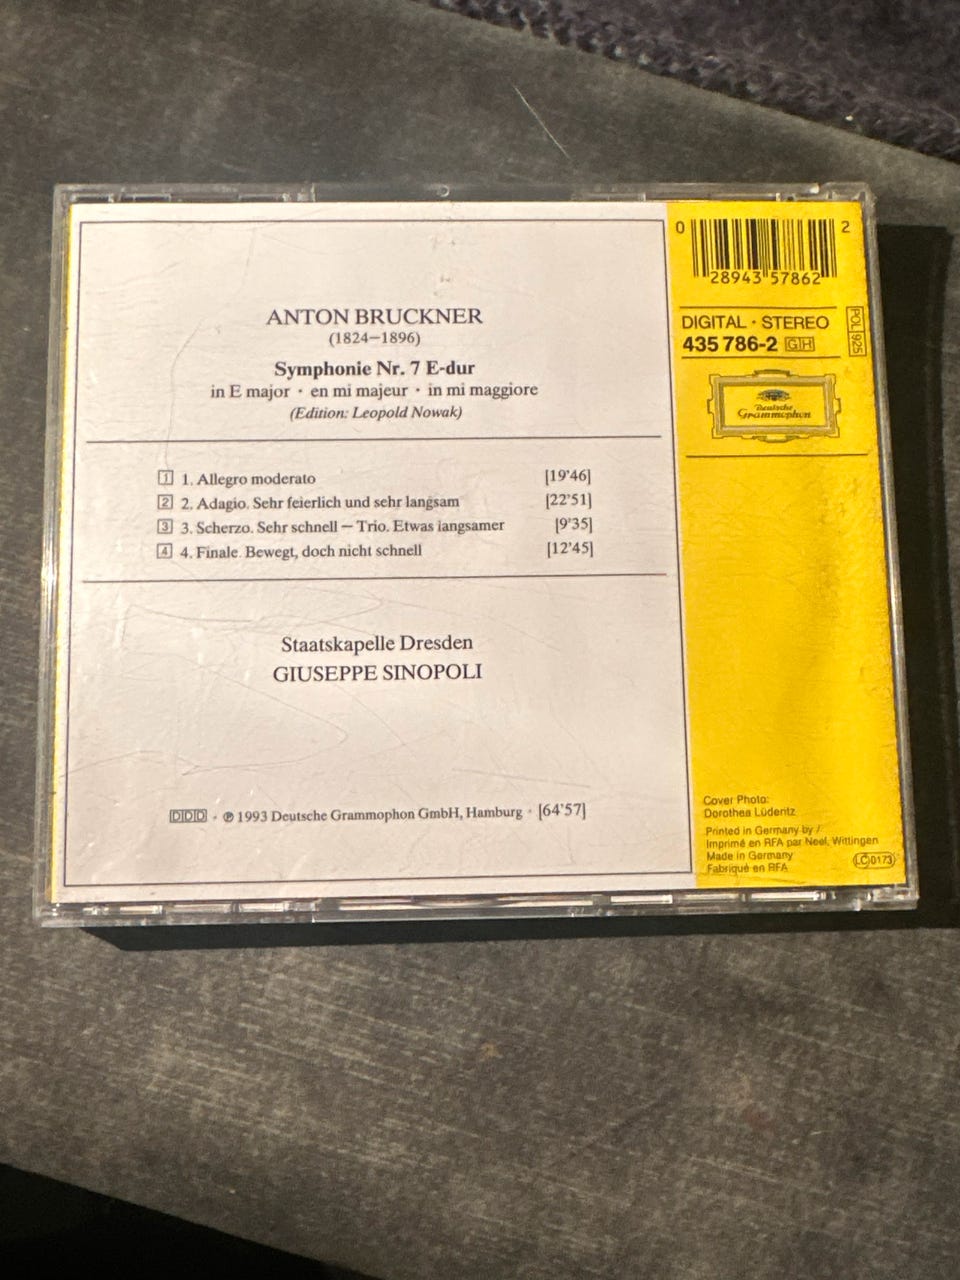 ANTON BRUCKNER
(1824–1896)
Symphonie Nr. 7 E-dur
in E major · en mi majeur · in mi maggiore
(Edition: Leopold Nowak)
1 1. Allegro moderato [19'46]
2 2. Adagio. Sehr feierlich und sehr langsam [22'51]
3 3. Scherzo. Sehr schnell – Trio. Etwas langsamer [9'35]
4 4. Finale. Bewegt, doch nicht schnell [12'45]
Staatskapelle Dresden
GIUSEPPE SINOPOLI
DDD · ℗ 1993 Deutsche Grammophon GmbH, Hamburg · [64'57]
0 28943 57862 2
DIGITAL · STEREO
435 786-2 GH
POL 925
Deutsche
Grammophon
Cover Photo:
Dorothea Lüderitz
Printed in Germany by /
Imprimé en RFA par Neef, Wittingen
Made in Germany
Fabriqué en RFA
LC 0173